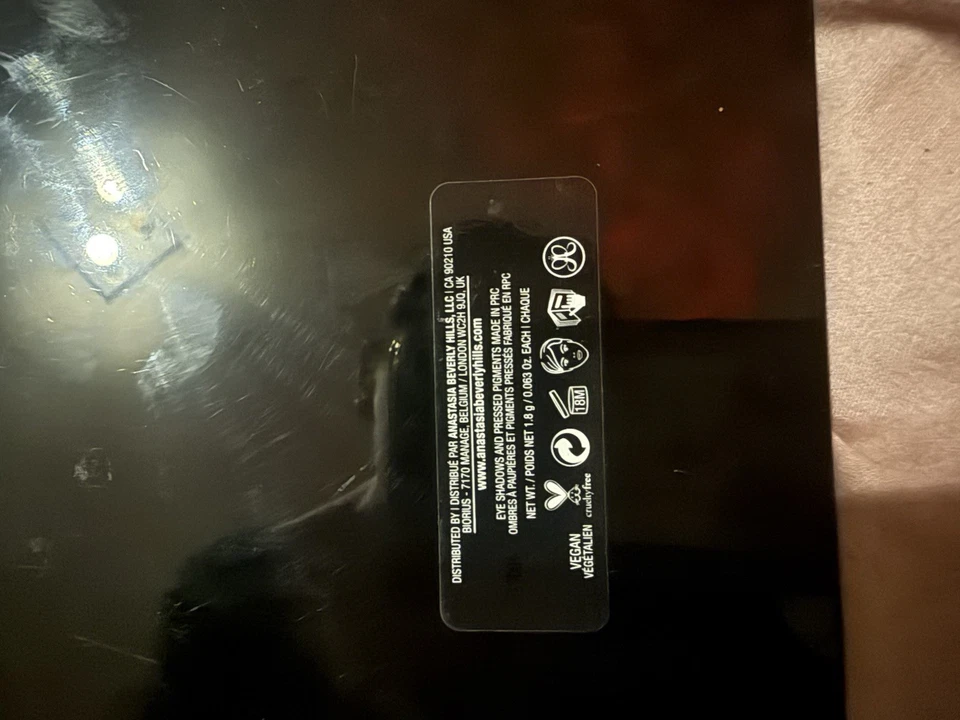 DISTRIBUTED BY | DISTRIBUÉ PAR ANASTASIA BEVERLY HILLS, LLC | CA 90210 USA
BIORIUS - 7170 MANAGE, BELGIUM / LONDON WC2H 9JQ, UK
www.anastasiabeverlyhills.com
EYE SHADOWS AND PRESSED PIGMENTS MADE IN PRC
OMBRES À PAUPIÈRES ET PIGMENTS PRESSÉS FABRIQUÉ EN RPC
NET WT. / POIDS NET 1.8 g / 0.063 Oz. EACH | CHAQUE
VEGAN
VÉGÉTALIEN
cruelty free
18M